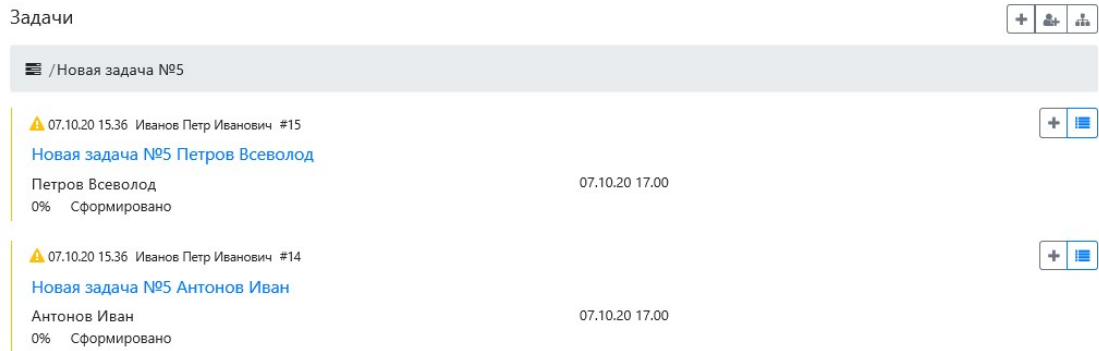 Задачи
/Новая задача №5
07.10.20 15.36 Иванов Петр Иванович #15
Новая задача №5 Петров Всеволод
Петров Всеволод 07.10.20 17.00
0% Сформировано
07.10.20 15.36 Иванов Петр Иванович #14
Новая задача №5 Антонов Иван
Антонов Иван 07.10.20 17.00
0% Сформировано